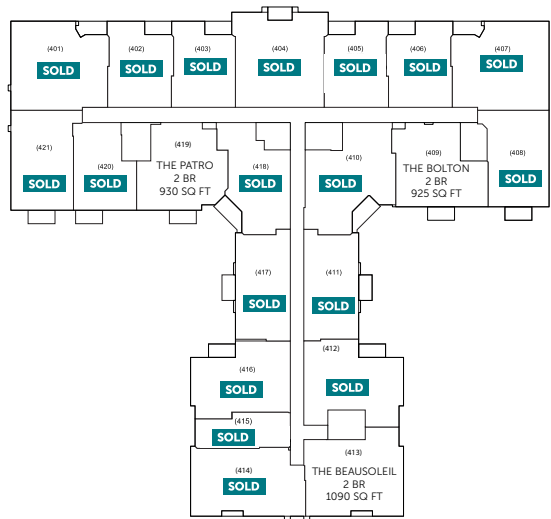 (401)
SOLD
(402)
SOLD
(403)
SOLD
(404)
SOLD
(405)
SOLD
(406)
SOLD
(407)
SOLD
(421)
SOLD
(420)
SOLD
(419)
THE PATRO
2 BR
930 SQ FT
(418)
SOLD
(410)
SOLD
(409)
THE BOLTON
2 BR
925 SQ FT
(408)
SOLD
(417)
SOLD
(411)
SOLD
(416)
SOLD
(412)
SOLD
(415)
SOLD
(414)
SOLD
(413)
THE BEAUSOLEIL
2 BR
1090 SQ FT